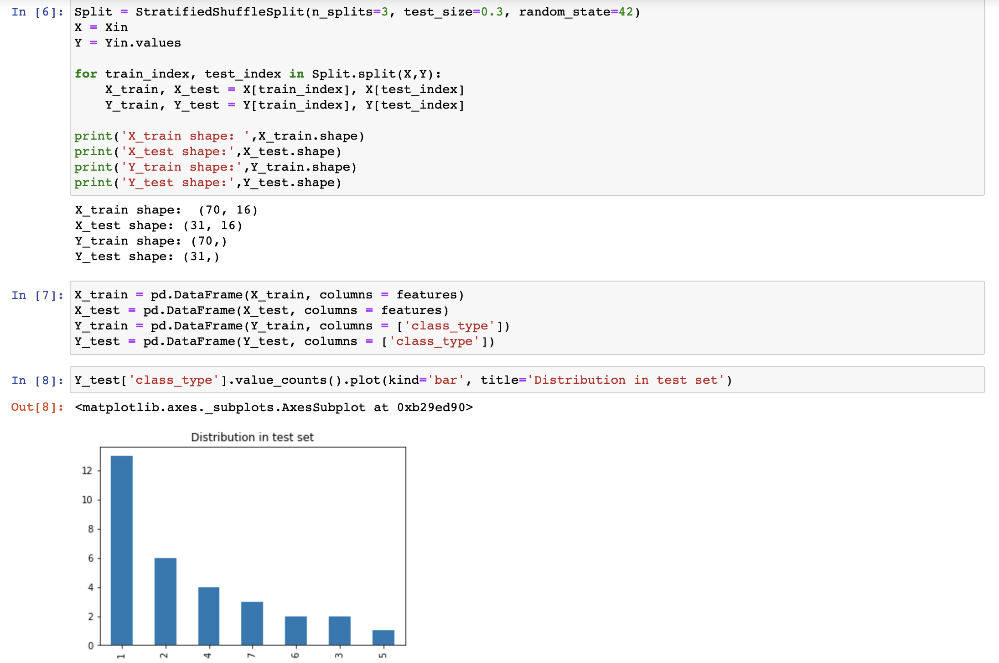 In [6]: Split = StratifiedShuffleSplit(n_splits=3, test_size=0.3, random_state=42)
X = Xin
Y = Yin.values
for train_index, test_index in Split.split(X,Y):
    X_train, X_test = X[train_index], X[test_index]
    Y_train, Y_test = Y[train_index], Y[test_index]
print('X_train shape: ',X_train.shape)
print('X_test shape:',X_test.shape)
print('Y_train shape:',Y_train.shape)
print('Y_test shape:',Y_test.shape)
X_train shape:  (70, 16)
X_test shape: (31, 16)
Y_train shape: (70,)
Y_test shape: (31,)
In [7]: X_train = pd.DataFrame(X_train, columns = features)
X_test = pd.DataFrame(X_test, columns = features)
Y_train = pd.DataFrame(Y_train, columns = ['class_type'])
Y_test = pd.DataFrame(Y_test, columns = ['class_type'])
In [8]: Y_test['class_type'].value_counts().plot(kind='bar', title='Distribution in test set')
Out[8]: <matplotlib.axes._subplots.AxesSubplot at 0xb29ed90>
Distribution in test set
12
10
8
6
4
2
0
1 2 4 7 6 3 5